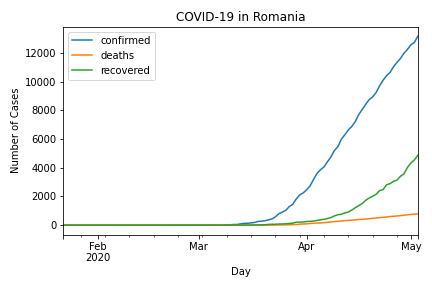 COVID-19 in Romania
confirmed
deaths
recovered
Number of Cases
12000
10000
8000
6000
4000
2000
0
Feb Mar Apr May
2020
Day